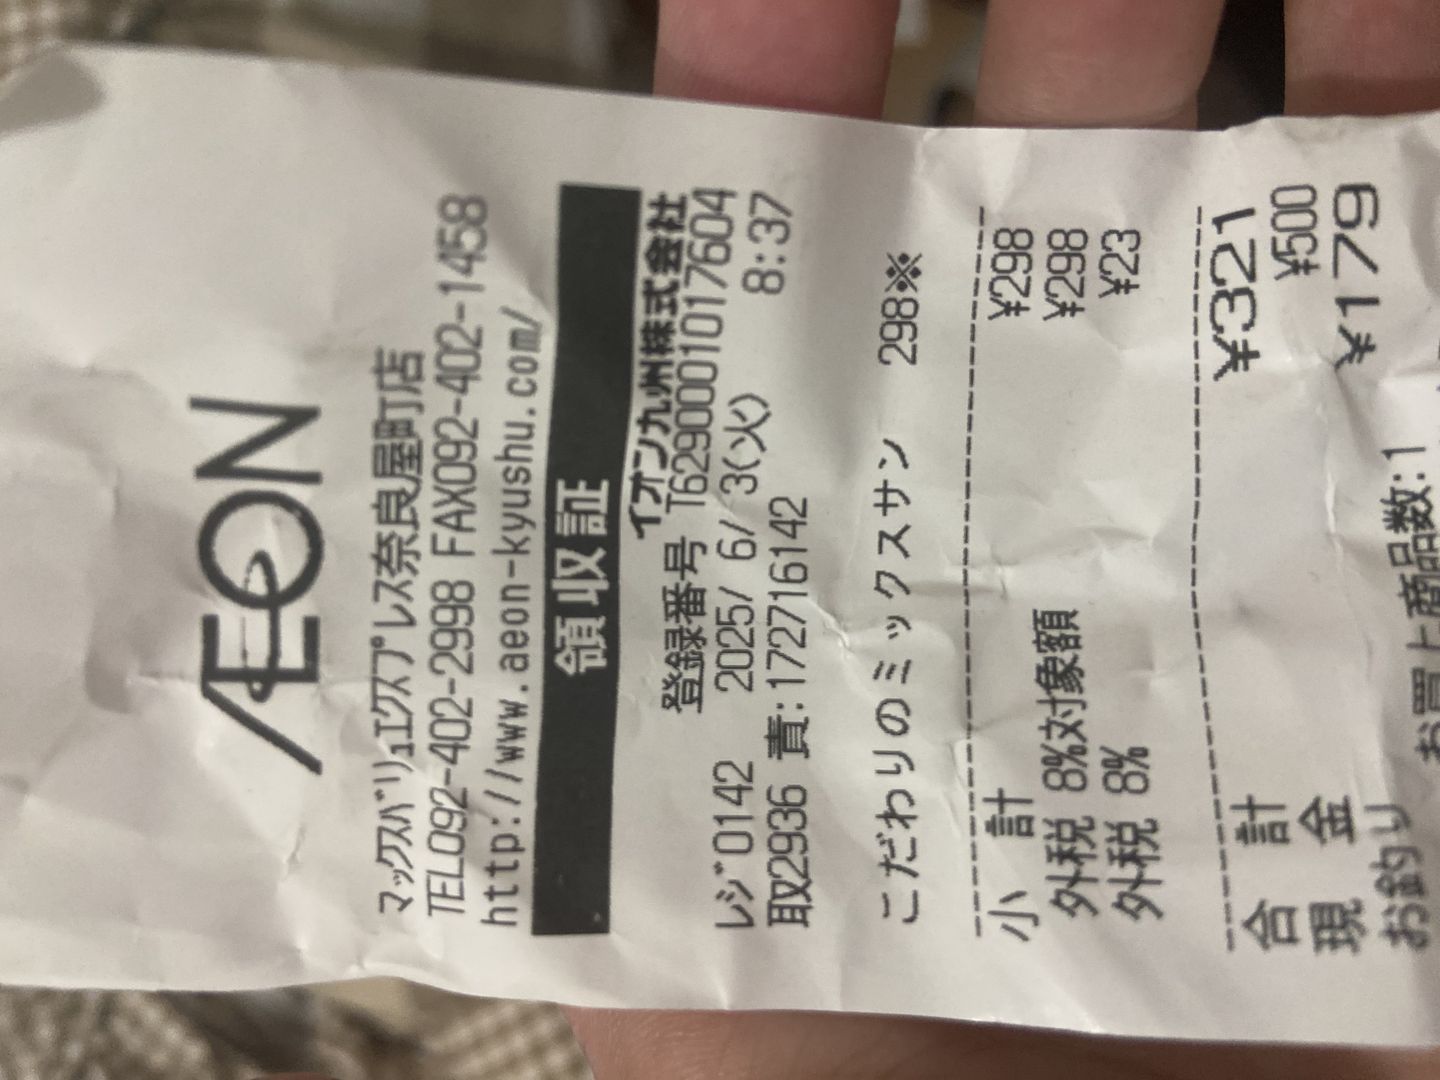 ÆON
マックスバリュエクスプレス奈良屋町店
TEL092-402-2998 FAX092-402-1458
http://www.aeon-kyushu.com/
領収証
イオン九州株式会社
登録番号 T6290001017604
レジ0142 2025/ 6/ 3(火) 8:37
取2936 責:172716142
こだわりのミックスサン 298※
小 計 ¥298
外税 8%対象額 ¥298
外税 8% ¥23
合 計 ¥321
現 金 ¥500
お釣り ¥179
お買上商品数:1